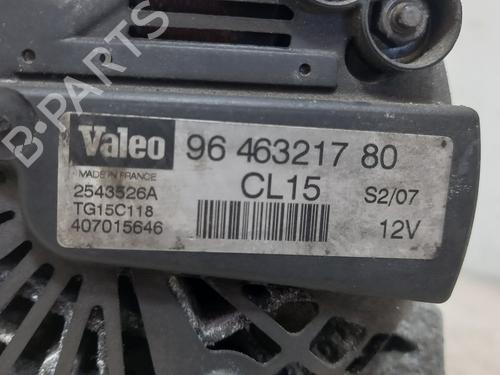 B-PARTS
Valeo
96 463217 80
MADE IN FRANCE
CL15
S2/07
2543526A
TG15C118
12V
407015646